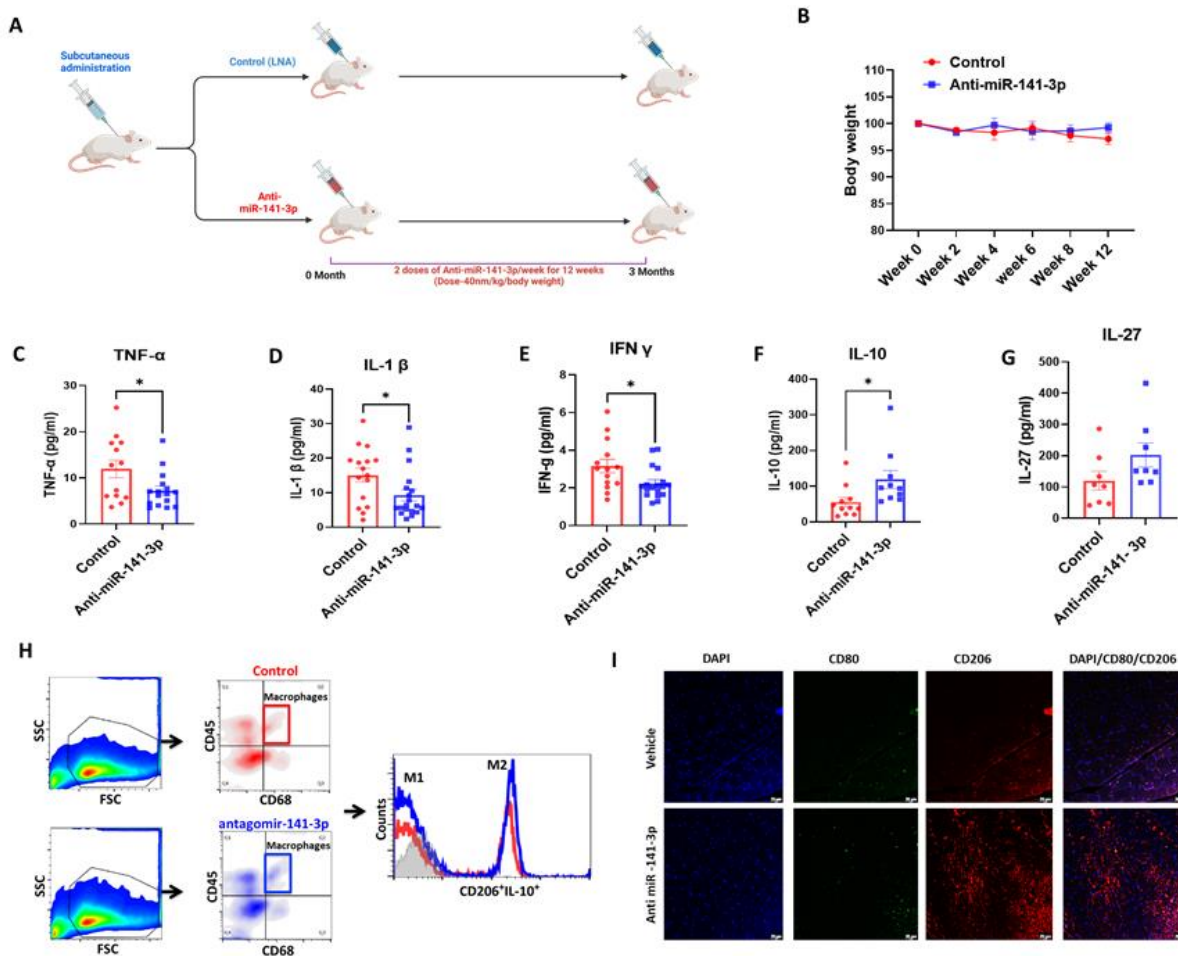 A
Subcutaneous
administration
Control (LNA)
Anti-
miR-141-3p
0 Month
2 doses of Anti-miR-141-3p/week for 12 weeks
(Dose-40nm/kg/body weight)
3 Months
B
Control
Anti-miR-141-3p
Body weight
110
105
100
95
90
85
80
Week 0
Week 2
Week 4
week 6
Week 8
Week 12
C
TNF-α
*
TNF-α (pg/ml)
30
20
10
0
Control
Anti-miR-141-3p
D
IL-1 β
*
IL-1 β (pg/ml)
40
30
20
10
0
Control
Anti-miR-141-3p
E
IFN γ
*
IFN-g (pg/ml)
8
6
4
2
0
Control
Anti-miR-141-3p
F
IL-10
*
IL-10 (pg/ml)
400
300
200
100
0
Control
Anti-miR-141-3p
G
IL-27
IL-27 (pg/ml)
500
400
300
200
100
0
Control
Anti-miR-141- 3p
H
SSC
FSC
Control
Macrophages
CD45
CD68
SSC
FSC
antagomir-141-3p
Macrophages
CD45
CD68
M1
M2
Counts
CD206⁺IL-10⁺
I
DAPI
CD80
CD206
DAPI/CD80/CD206
Vehicle
Anti miR -141-3p